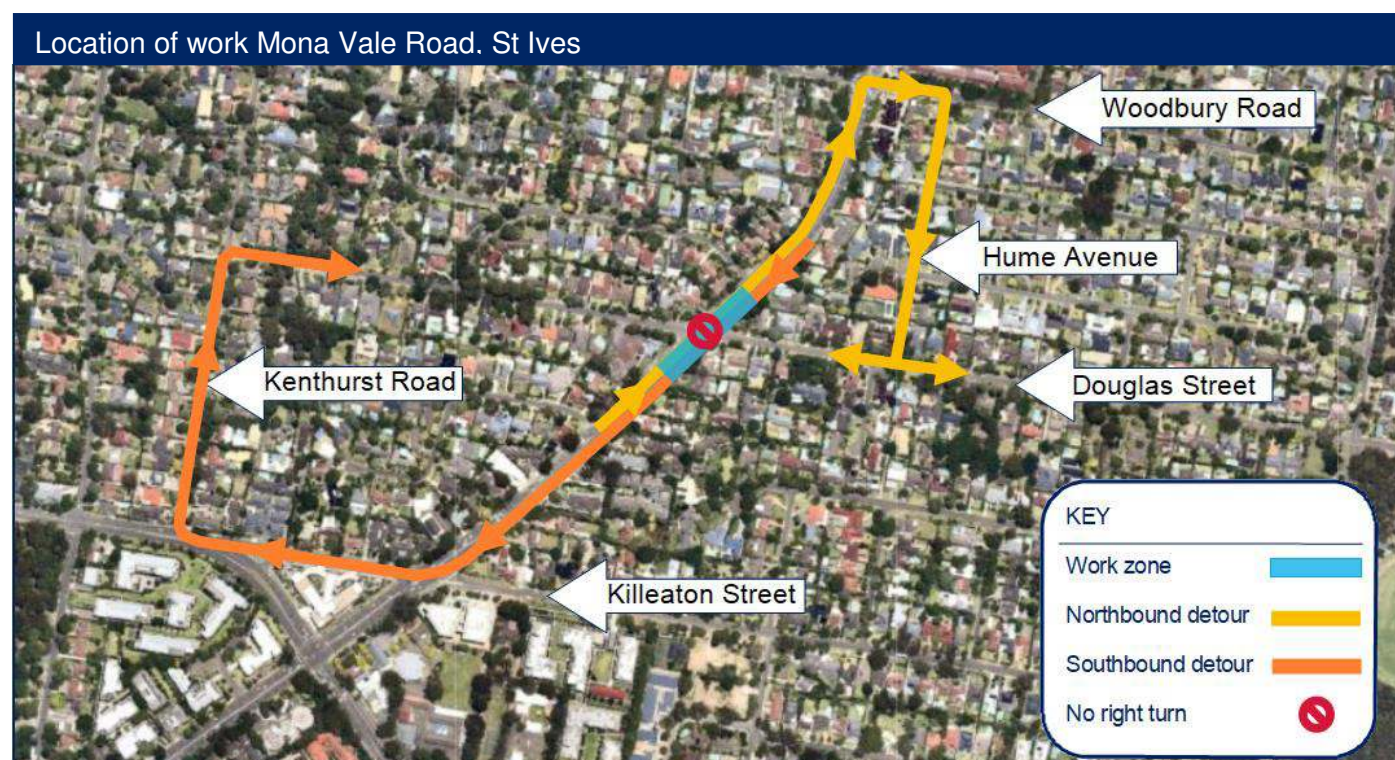 Location of work Mona Vale Road, St Ives
Woodbury Road
Hume Avenue
Kenthurst Road
Douglas Street
Killeaton Street
KEY
Work zone
Northbound detour
Southbound detour
No right turn